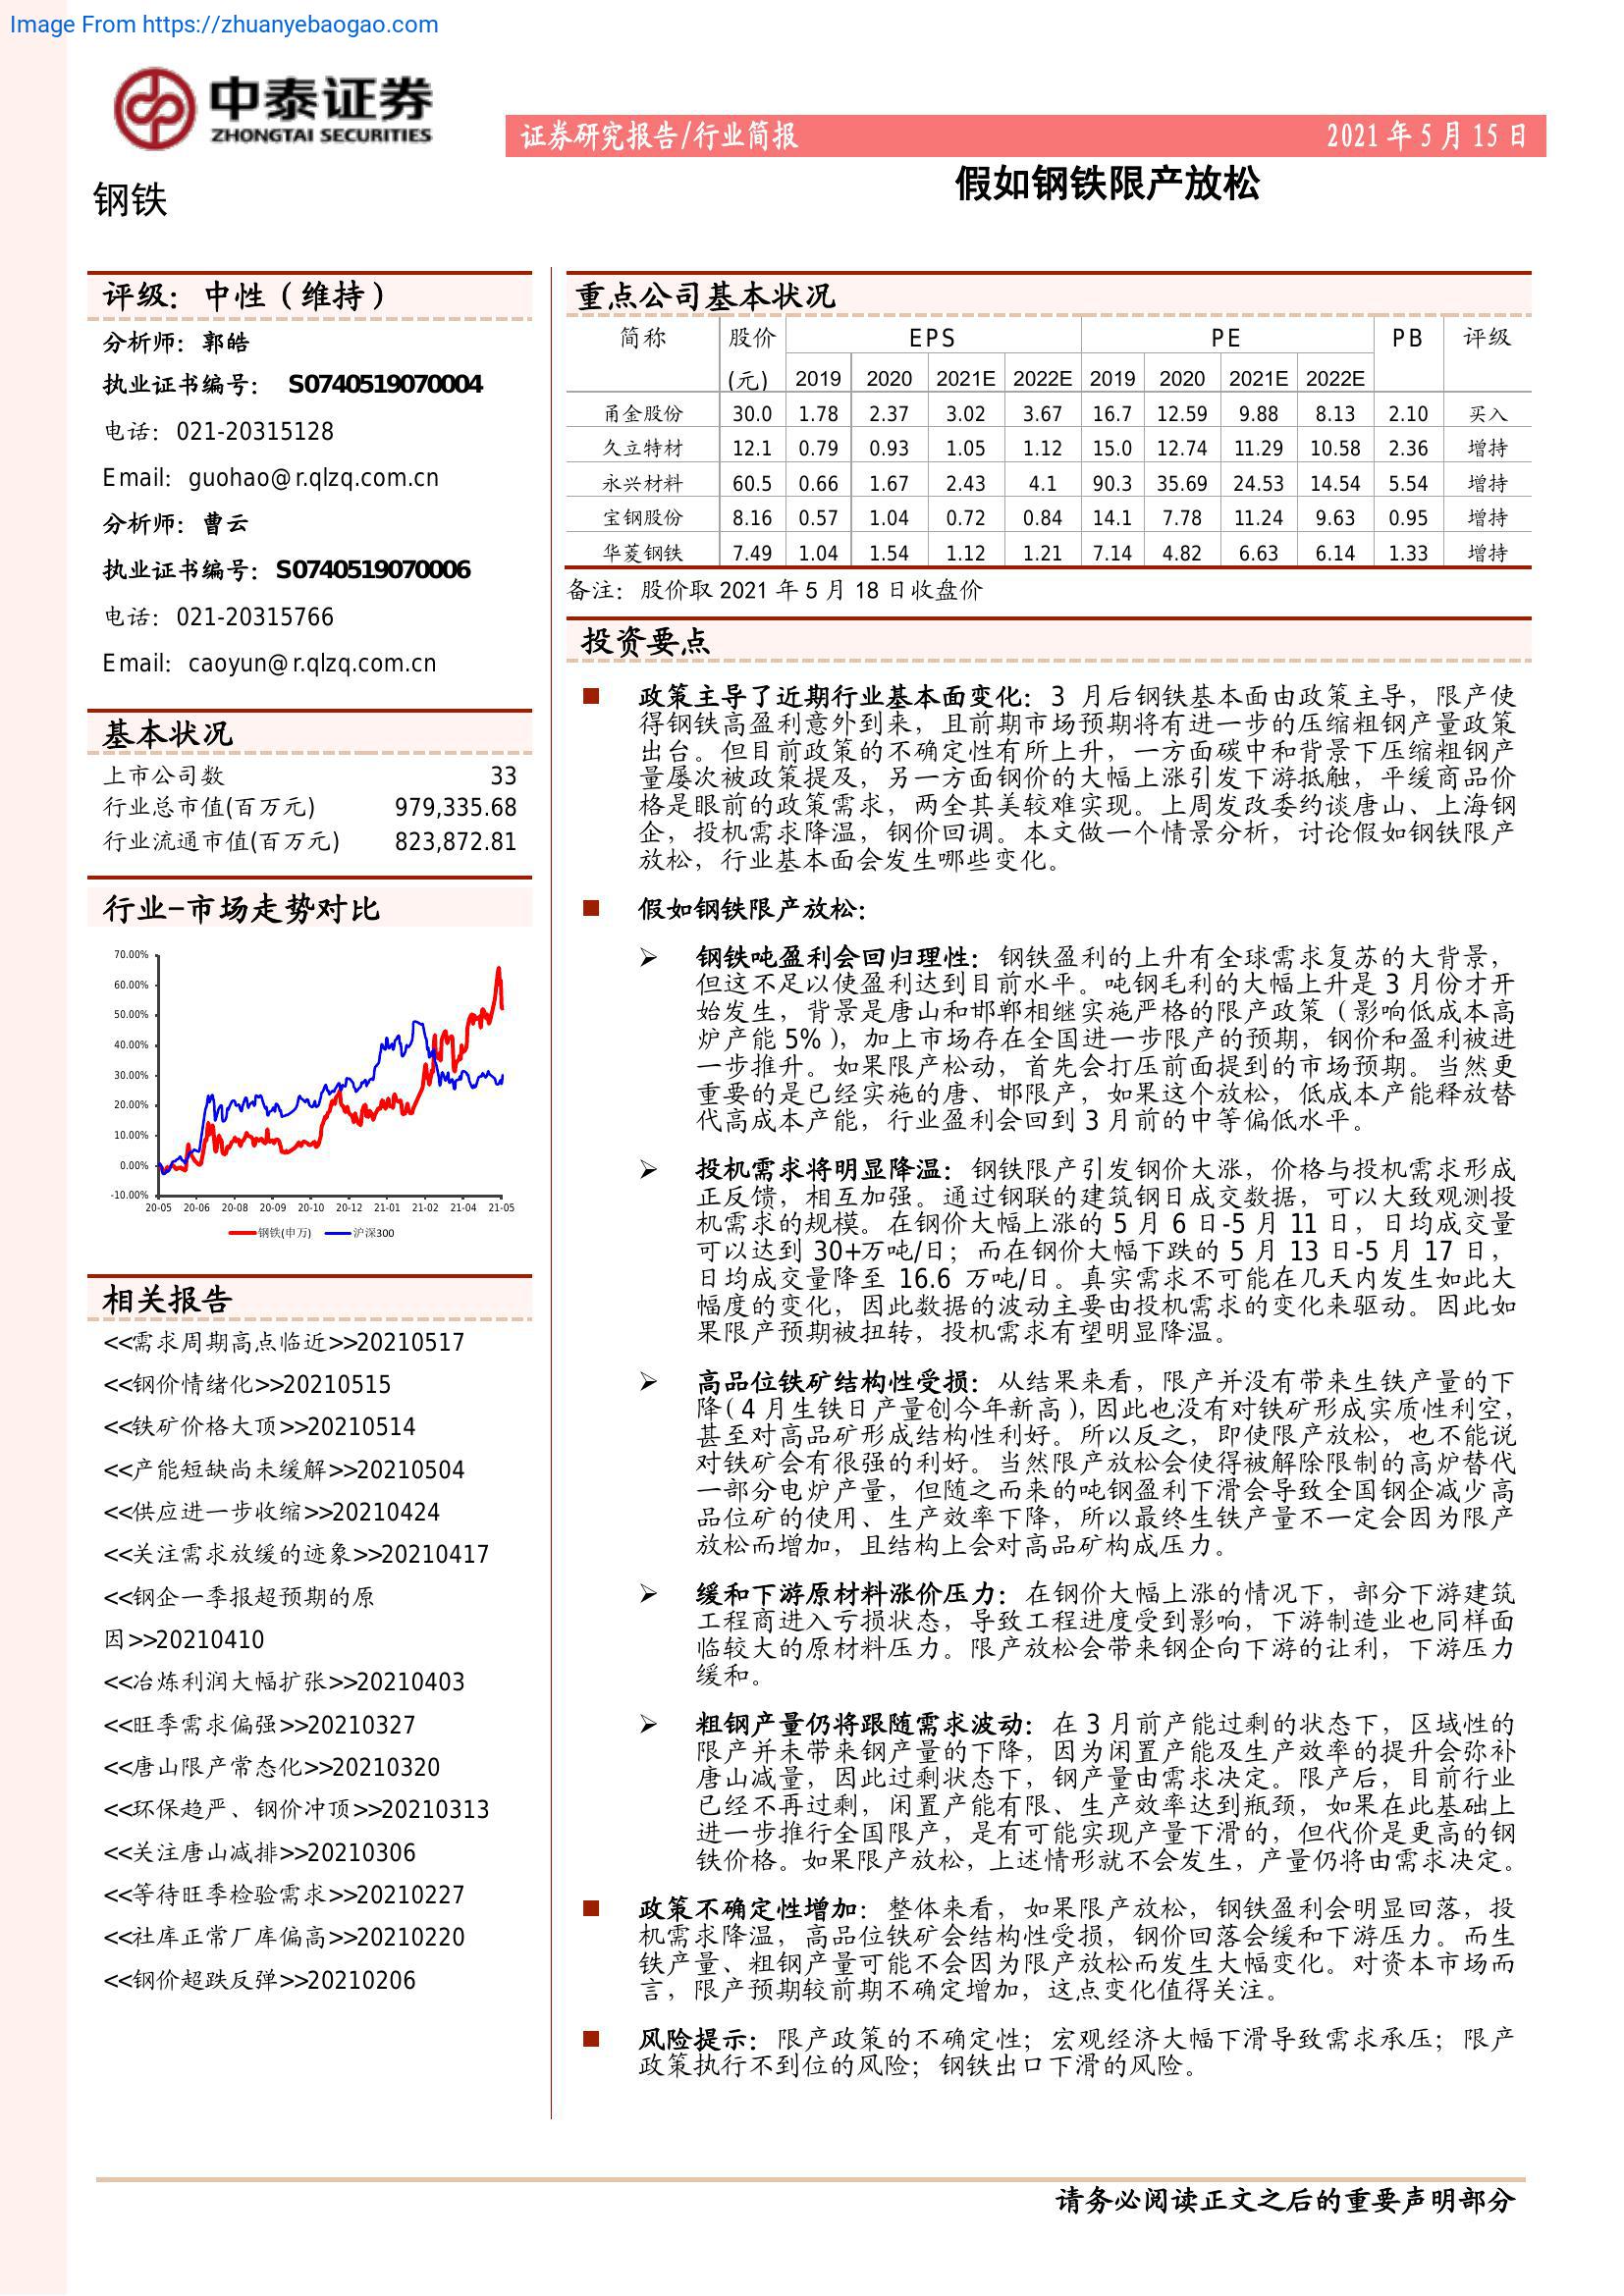 Image From https://zhuanyebaogao.com
中泰证券
ZHONGTAI SECURITIES
证券研究报告/行业简报 2021 年 5 月 15 日
钢铁
假如钢铁限产放松
评级：中性（维持）
分析师：郭皓
执业证书编号： S0740519070004
电话：021-20315128
Email：guohao@r.qlzq.com.cn
分析师：曹云
执业证书编号：S0740519070006
电话：021-20315766
Email：caoyun@r.qlzq.com.cn
基本状况
上市公司数 33
行业总市值(百万元) 979,335.68
行业流通市值(百万元) 823,872.81
行业-市场走势对比
70.00%
60.00%
50.00%
40.00%
30.00%
20.00%
10.00%
0.00%
-10.00%
20-05 20-06 20-08 20-09 20-10 20-12 21-01 21-02 21-04 21-05
钢铁(申万) 沪深300
相关报告
<<需求周期高点临近>>20210517
<<钢价情绪化>>20210515
<<铁矿价格大顶>>20210514
<<产能短缺尚未缓解>>20210504
<<供应进一步收缩>>20210424
<<关注需求放缓的迹象>>20210417
<<钢企一季报超预期的原
因>>20210410
<<冶炼利润大幅扩张>>20210403
<<旺季需求偏强>>20210327
<<唐山限产常态化>>20210320
<<环保趋严、钢价冲顶>>20210313
<<关注唐山减排>>20210306
<<等待旺季检验需求>>20210227
<<社库正常厂库偏高>>20210220
<<钢价超跌反弹>>20210206
重点公司基本状况
简称 股价 EPS PE PB 评级
(元) 2019 2020 2021E 2022E 2019 2020 2021E 2022E
甬金股份 30.0 1.78 2.37 3.02 3.67 16.7 12.59 9.88 8.13 2.10 买入
久立特材 12.1 0.79 0.93 1.05 1.12 15.0 12.74 11.29 10.58 2.36 增持
永兴材料 60.5 0.66 1.67 2.43 4.1 90.3 35.69 24.53 14.54 5.54 增持
宝钢股份 8.16 0.57 1.04 0.72 0.84 14.1 7.78 11.24 9.63 0.95 增持
华菱钢铁 7.49 1.04 1.54 1.12 1.21 7.14 4.82 6.63 6.14 1.33 增持
备注：股价取 2021 年 5 月 18 日收盘价
投资要点
■ 政策主导了近期行业基本面变化：3 月后钢铁基本面由政策主导，限产使
得钢铁高盈利意外到来，且前期市场预期将有进一步的压缩粗钢产量政策
出台。但目前政策的不确定性有所上升，一方面碳中和背景下压缩粗钢产
量屡次被政策提及，另一方面钢价的大幅上涨引发下游抵触，平缓商品价
格是眼前的政策需求，两全其美较难实现。上周发改委约谈唐山、上海钢
企，投机需求降温，钢价回调。本文做一个情景分析，讨论假如钢铁限产
放松，行业基本面会发生哪些变化。
■ 假如钢铁限产放松：
➢ 钢铁吨盈利会回归理性：钢铁盈利的上升有全球需求复苏的大背景，
但这不足以使盈利达到目前水平。吨钢毛利的大幅上升是 3 月份才开
始发生，背景是唐山和邯郸相继实施严格的限产政策（影响低成本高
炉产能 5%），加上市场存在全国进一步限产的预期，钢价和盈利被进
一步推升。如果限产松动，首先会打压前面提到的市场预期。当然更
重要的是已经实施的唐、邯限产，如果这个放松，低成本产能释放替
代高成本产能，行业盈利会回到 3 月前的中等偏低水平。
➢ 投机需求将明显降温：钢铁限产引发钢价大涨，价格与投机需求形成
正反馈，相互加强。通过钢联的建筑钢日成交数据，可以大致观测投
机需求的规模。在钢价大幅上涨的 5 月 6 日-5 月 11 日，日均成交量
可以达到 30+万吨/日；而在钢价大幅下跌的 5 月 13 日-5 月 17 日，
日均成交量降至 16.6 万吨/日。真实需求不可能在几天内发生如此大
幅度的变化，因此数据的波动主要由投机需求的变化来驱动。因此如
果限产预期被扭转，投机需求有望明显降温。
➢ 高品位铁矿结构性受损：从结果来看，限产并没有带来生铁产量的下
降（4 月生铁日产量创今年新高），因此也没有对铁矿形成实质性利空，
甚至对高品矿形成结构性利好。所以反之，即使限产放松，也不能说
对铁矿会有很强的利好。当然限产放松会使得被解除限制的高炉替代
一部分电炉产量，但随之而来的吨钢盈利下滑会导致全国钢企减少高
品位矿的使用、生产效率下降，所以最终生铁产量不一定会因为限产
放松而增加，且结构上会对高品矿构成压力。
➢ 缓和下游原材料涨价压力：在钢价大幅上涨的情况下，部分下游建筑
工程商进入亏损状态，导致工程进度受到影响，下游制造业也同样面
临较大的原材料压力。限产放松会带来钢企向下游的让利，下游压力
缓和。
➢ 粗钢产量仍将跟随需求波动：在 3 月前产能过剩的状态下，区域性的
限产并未带来钢产量的下降，因为闲置产能及生产效率的提升会弥补
唐山减量，因此过剩状态下，钢产量由需求决定。限产后，目前行业
已经不再过剩，闲置产能有限、生产效率达到瓶颈，如果在此基础上
进一步推行全国限产，是有可能实现产量下滑的，但代价是更高的钢
铁价格。如果限产放松，上述情形就不会发生，产量仍将由需求决定。
■ 政策不确定性增加：整体来看，如果限产放松，钢铁盈利会明显回落，投
机需求降温，高品位铁矿会结构性受损，钢价回落会缓和下游压力。而生
铁产量、粗钢产量可能不会因为限产放松而发生大幅变化。对资本市场而
言，限产预期较前期不确定增加，这点变化值得关注。
■ 风险提示：限产政策的不确定性；宏观经济大幅下滑导致需求承压；限产
政策执行不到位的风险；钢铁出口下滑的风险。
请务必阅读正文之后的重要声明部分